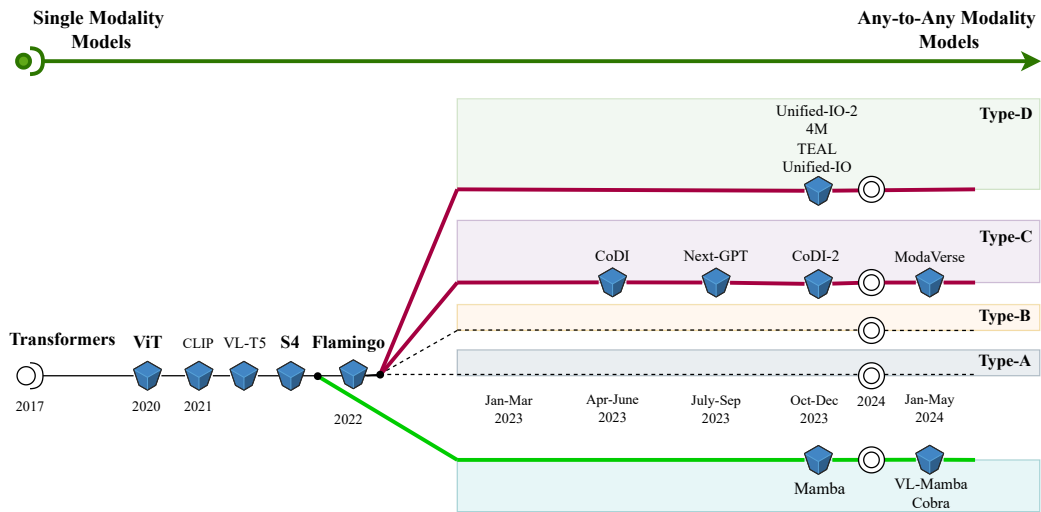 Single Modality
Models
Any-to-Any Modality
Models
Unified-IO-2
4M
TEAL
Unified-IO
Type-D
Type-C
CoDI
Next-GPT
CoDI-2
ModaVerse
Type-B
Type-A
Transformers
ViT
CLIP
VL-T5
S4
Flamingo
2017
2020
2021
2022
Jan-Mar
2023
Apr-June
2023
July-Sep
2023
Oct-Dec
2023
2024
Jan-May
2024
Mamba
VL-Mamba
Cobra